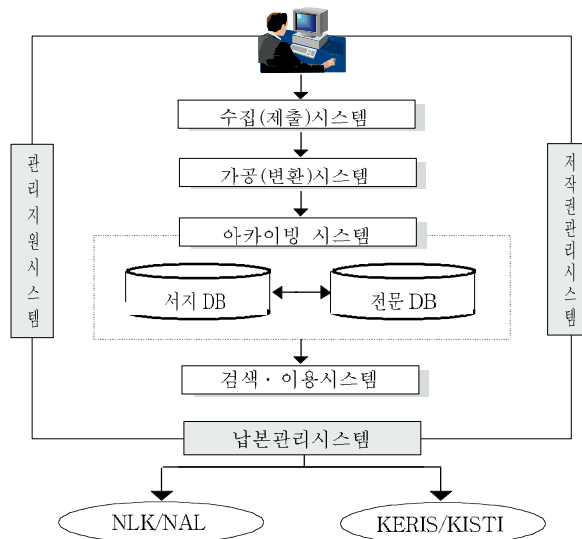 수집(제출)시스템
가공(변환)시스템
관리지원시스템
저작권관리시스템
아카이빙 시스템
서지 DB
전문 DB
검색· 이용시스템
납본관리시스템
NLK/NAL
KERIS/KISTI